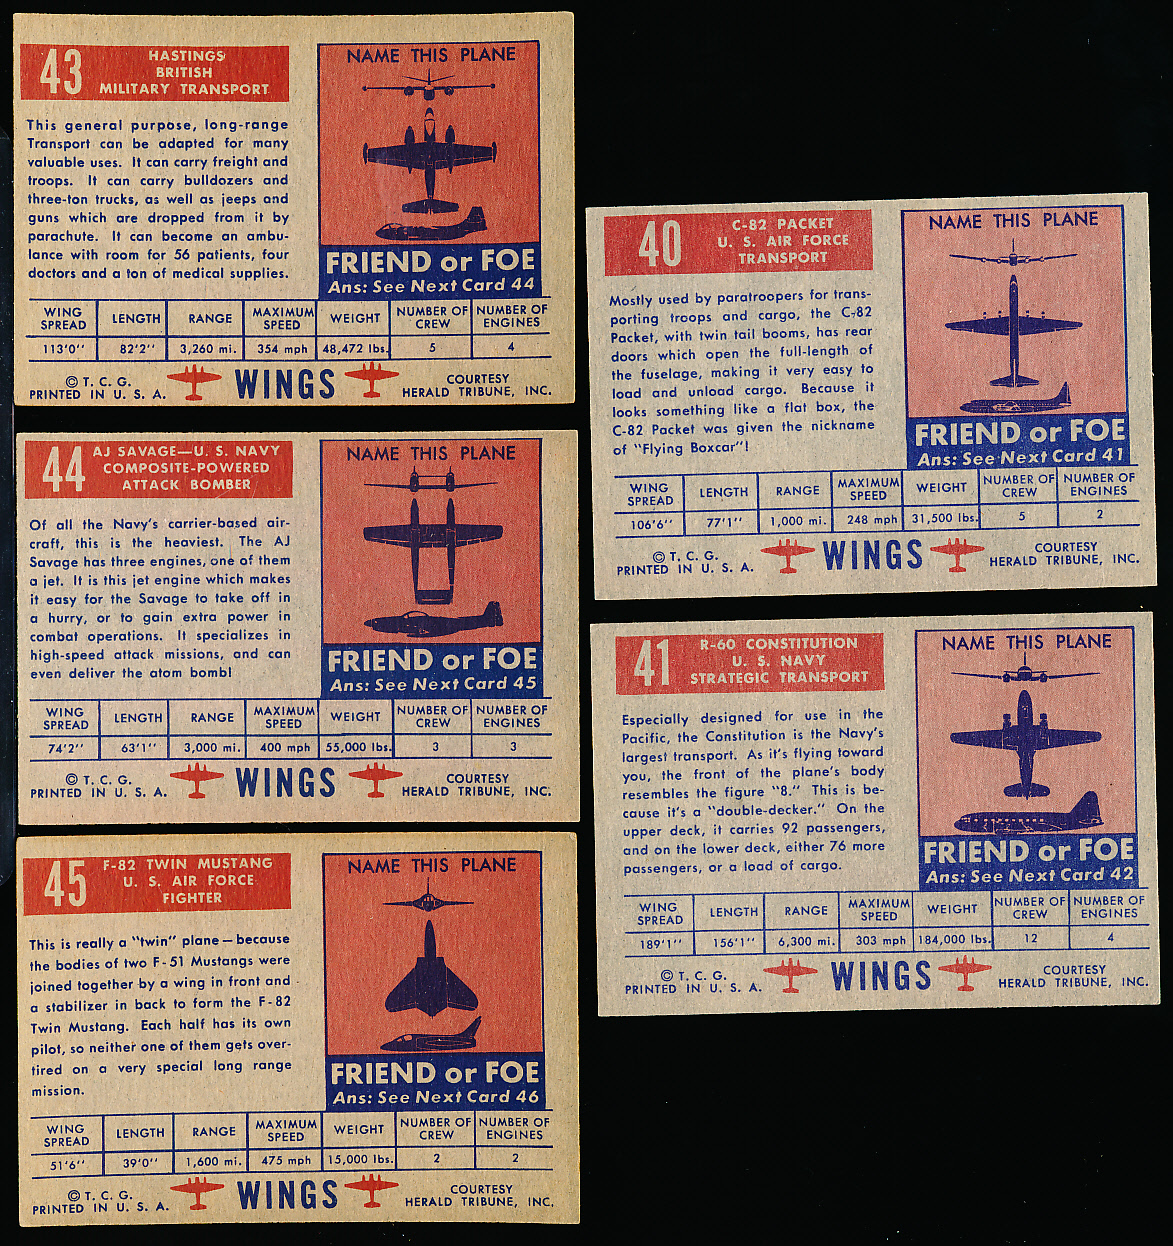 43
HASTINGS
BRITISH
MILITARY TRANSPORT
This general purpose, long-range
Transport can be adapted for many
valuable uses. It can carry freight and
troops. It can carry bulldozers and
three-ton trucks, as well as jeeps and
guns which are dropped from it by
parachute. It can become an ambu-
lance with room for 56 patients, four
doctors and a ton of medical supplies.
NAME THIS PLANE
FRIEND or FOE
Ans: See Next Card 44
WING SPREAD LENGTH RANGE MAXIMUM SPEED WEIGHT NUMBER OF CREW NUMBER OF ENGINES
113'0" 82'2" 3,260 mi. 354 mph 48,472 lbs. 5 4
© T. C. G.
PRINTED IN U. S. A.
WINGS
COURTESY
HERALD TRIBUNE, INC.
44
AJ SAVAGE—U. S. NAVY
COMPOSITE-POWERED
ATTACK BOMBER
Of all the Navy's carrier-based air-
craft, this is the heaviest. The AJ
Savage has three engines, one of them
a jet. It is this jet engine which makes
it easy for the Savage to take off in
a hurry, or to gain extra power in
combat operations. It specializes in
high-speed attack missions, and can
even deliver the atom bomb!
NAME THIS PLANE
FRIEND or FOE
Ans: See Next Card 45
WING SPREAD LENGTH RANGE MAXIMUM SPEED WEIGHT NUMBER OF CREW NUMBER OF ENGINES
74'2" 63'1" 3,000 mi. 400 mph 55,000 lbs. 3 3
© T. C. G.
PRINTED IN U. S. A.
WINGS
COURTESY
HERALD TRIBUNE, INC.
45
F-82 TWIN MUSTANG
U. S. AIR FORCE
FIGHTER
This is really a "twin" plane — because
the bodies of two F-51 Mustangs were
joined together by a wing in front and
a stabilizer in back to form the F-82
Twin Mustang. Each half has its own
pilot, so neither one of them gets over-
tired on a very special long range
mission.
NAME THIS PLANE
FRIEND or FOE
Ans: See Next Card 46
WING SPREAD LENGTH RANGE MAXIMUM SPEED WEIGHT NUMBER OF CREW NUMBER OF ENGINES
51'6" 39'0" 1,600 mi. 475 mph 15,000 lbs. 2 2
© T. C. G.
PRINTED IN U. S. A.
WINGS
COURTESY
HERALD TRIBUNE, INC.
40
C-82 PACKET
U. S. AIR FORCE
TRANSPORT
Mostly used by paratroopers for trans-
porting troops and cargo, the C-82
Packet, with twin tail booms, has rear
doors which open the full-length of
the fuselage, making it very easy to
load and unload cargo. Because it
looks something like a flat box, the
C-82 Packet was given the nickname
of "Flying Boxcar"!
NAME THIS PLANE
FRIEND or FOE
Ans: See Next Card 41
WING SPREAD LENGTH RANGE MAXIMUM SPEED WEIGHT NUMBER OF CREW NUMBER OF ENGINES
106'6" 77'1" 1,000 mi. 248 mph 31,500 lbs. 5 2
© T. C. G.
PRINTED IN U. S. A.
WINGS
COURTESY
HERALD TRIBUNE, INC.
41
R-60 CONSTITUTION
U. S. NAVY
STRATEGIC TRANSPORT
Especially designed for use in the
Pacific, the Constitution is the Navy's
largest transport. As it's flying toward
you, the front of the plane's body
resembles the figure "8." This is be-
cause it's a "double-decker." On the
upper deck, it carries 92 passengers,
and on the lower deck, either 76 more
passengers, or a load of cargo.
NAME THIS PLANE
FRIEND or FOE
Ans: See Next Card 42
WING SPREAD LENGTH RANGE MAXIMUM SPEED WEIGHT NUMBER OF CREW NUMBER OF ENGINES
189'1" 156'1" 6,300 mi. 303 mph 184,000 lbs. 12 4
© T. C. G.
PRINTED IN U. S. A.
WINGS
COURTESY
HERALD TRIBUNE, INC.